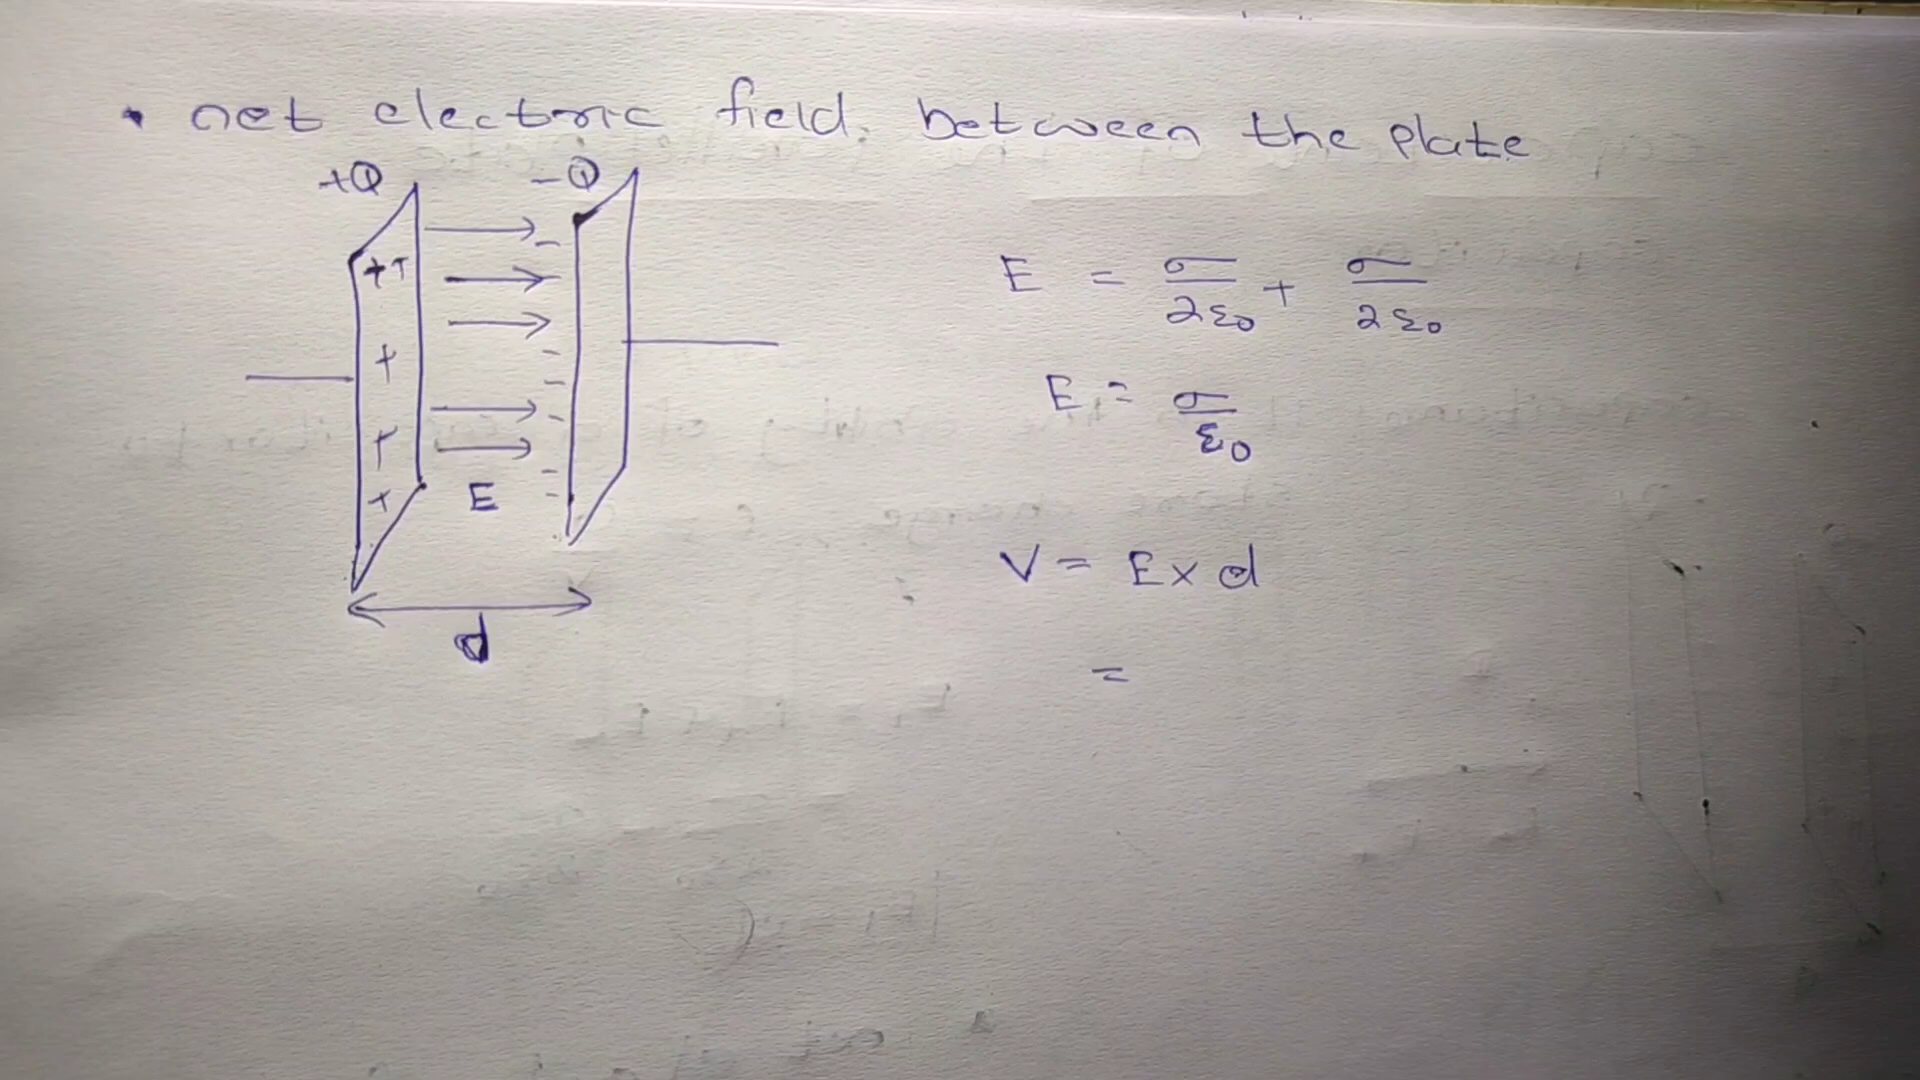 • net electric field. between the plate
+Q
-Q
E = σ/2ε₀ + σ/2ε₀
E = σ/ε₀
E
V = E x d
d
=